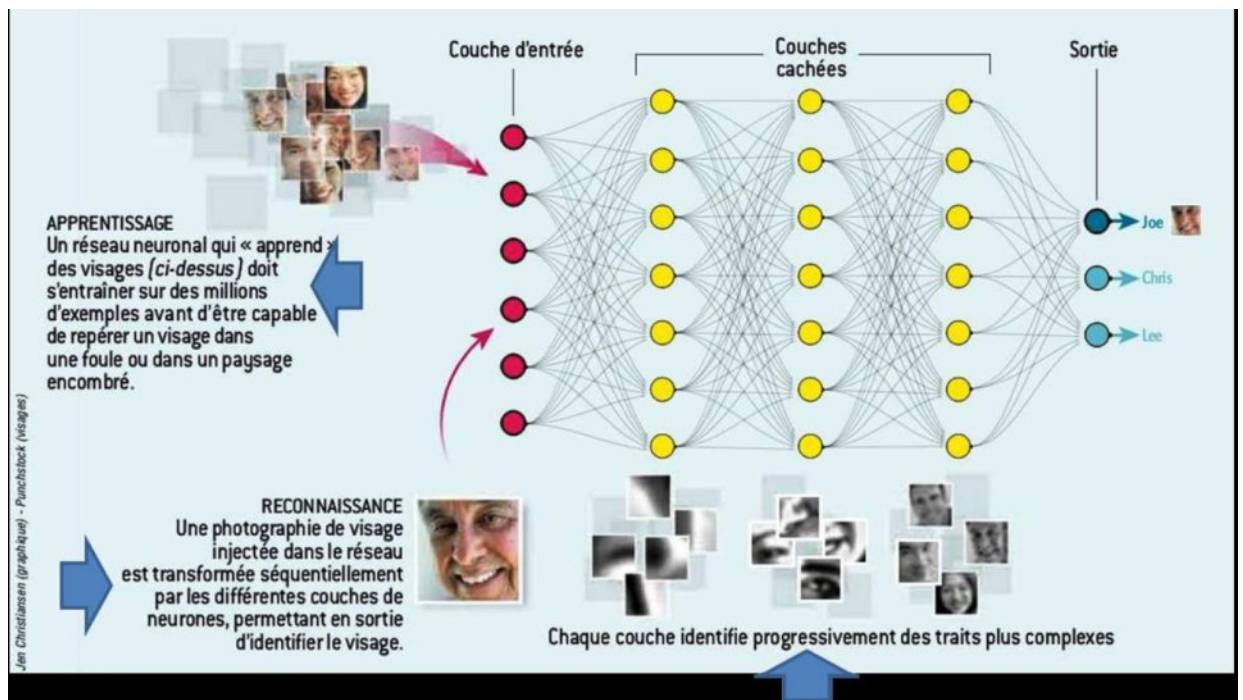 Couche d'entrée
Couches
cachées
Sortie
Joe
Chris
Lee
APPRENTISSAGE
Un réseau neuronal qui « apprend »
des visages (ci-dessus) doit
s'entraîner sur des millions
d'exemples avant d'être capable
de repérer un visage dans
une foule ou dans un paysage
encombré.
RECONNAISSANCE
Une photographie de visage
injectée dans le réseau
est transformée séquentiellement
par les différentes couches de
neurones, permettant en sortie
d'identifier le visage.
Chaque couche identifie progressivement des traits plus complexes
Jen Christiansen (graphique) - Punchstock (visages)